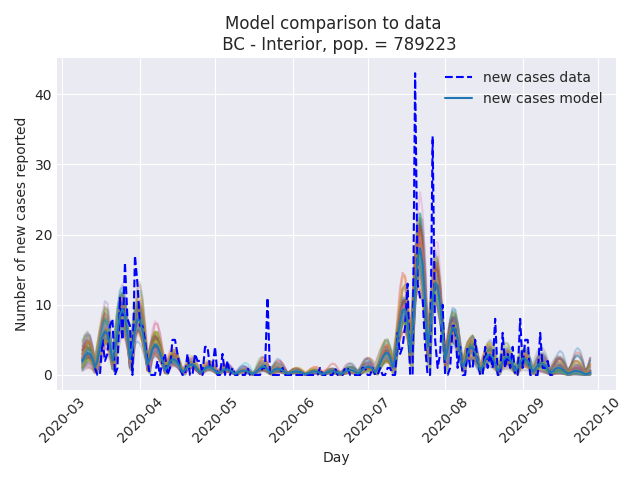 Model comparison to data
BC - Interior, pop. = 789223
new cases data
new cases model
Number of new cases reported
40
30
20
10
0
2020-03
2020-04
2020-05
2020-06
2020-07
2020-08
2020-09
2020-10
Day